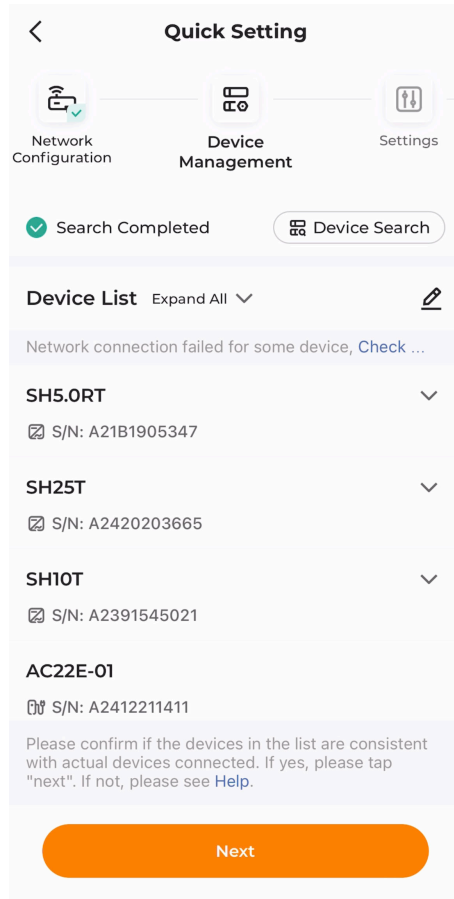 Quick Setting
Network
Configuration
Device
Management
Settings
Search Completed
Device Search
Device List Expand All
Network connection failed for some device, Check ...
SH5.0RT
S/N: A21B1905347
SH25T
S/N: A2420203665
SH10T
S/N: A2391545021
AC22E-01
S/N: A2412211411
Please confirm if the devices in the list are consistent
with actual devices connected. If yes, please tap
"next". If not, please see Help.
Next